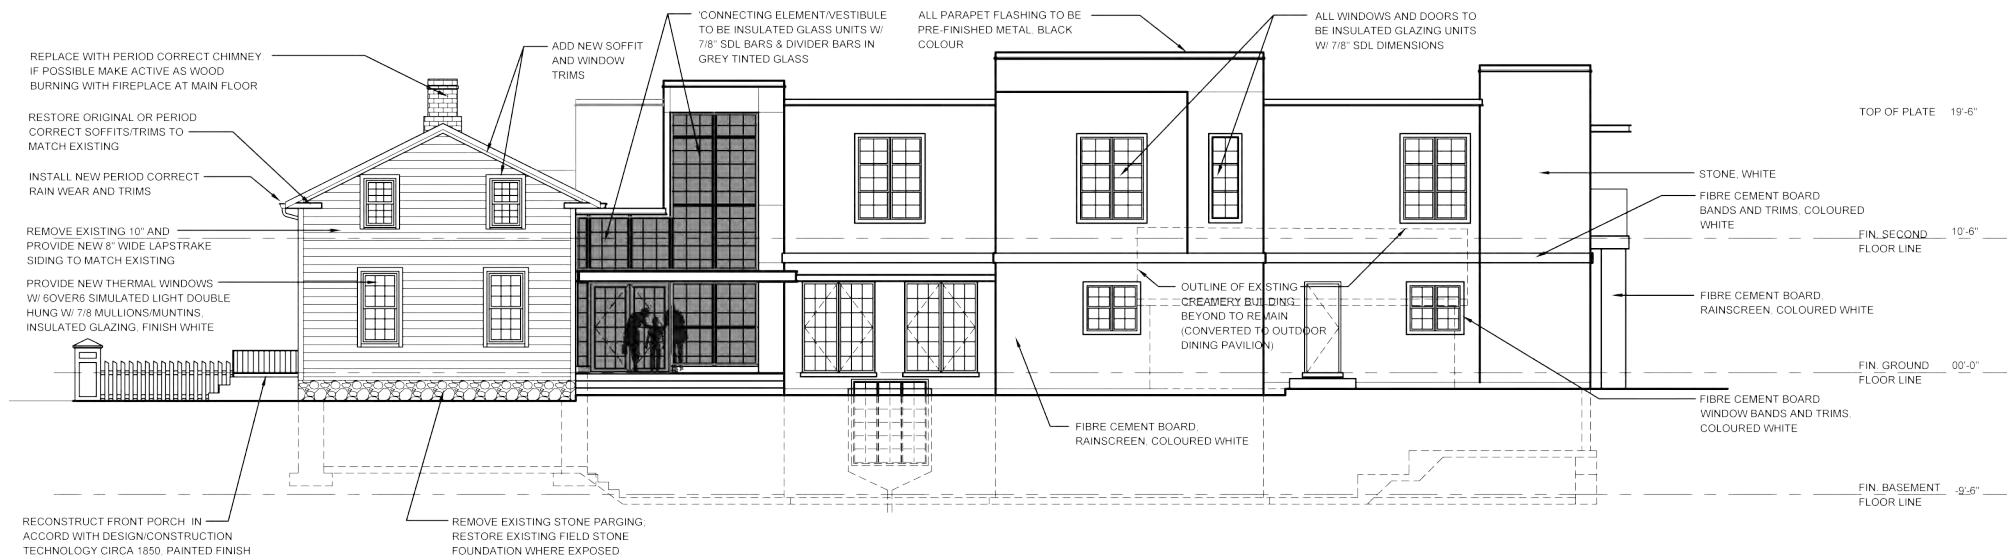 'CONNECTING ELEMENT/VESTIBULE
TO BE INSULATED GLASS UNITS W/
7/8" SDL BARS & DIVIDER BARS IN
GREY TINTED GLASS
ALL PARAPET FLASHING TO BE
PRE-FINISHED METAL, BLACK
COLOUR
ALL WINDOWS AND DOORS TO
BE INSULATED GLAZING UNITS
W/ 7/8" SDL DIMENSIONS
ADD NEW SOFFIT
AND WINDOW
TRIMS
REPLACE WITH PERIOD CORRECT CHIMNEY
IF POSSIBLE MAKE ACTIVE AS WOOD
BURNING WITH FIREPLACE AT MAIN FLOOR
RESTORE ORIGINAL OR PERIOD
CORRECT SOFFITS/TRIMS TO
MATCH EXISTING
INSTALL NEW PERIOD CORRECT
RAIN WEAR AND TRIMS
REMOVE EXISTING 10" AND
PROVIDE NEW 8" WIDE LAPSTRAKE
SIDING TO MATCH EXISTING
PROVIDE NEW THERMAL WINDOWS
W/ 6OVER6 SIMULATED LIGHT DOUBLE
HUNG W/ 7/8 MULLIONS/MUNTINS,
INSULATED GLAZING, FINISH WHITE
TOP OF PLATE 19'-6"
STONE, WHITE
FIBRE CEMENT BOARD
BANDS AND TRIMS, COLOURED
WHITE
FIN. SECOND 10'-6"
FLOOR LINE
OUTLINE OF EXISTING
CREAMERY BUILDING
BEYOND TO REMAIN
(CONVERTED TO OUTDOOR
DINING PAVILION)
FIBRE CEMENT BOARD,
RAINSCREEN, COLOURED WHITE
FIN. GROUND 00'-0"
FLOOR LINE
FIBRE CEMENT BOARD
WINDOW BANDS AND TRIMS,
COLOURED WHITE
FIBRE CEMENT BOARD,
RAINSCREEN, COLOURED WHITE
FIN. BASEMENT -9'-6"
FLOOR LINE
RECONSTRUCT FRONT PORCH IN
ACCORD WITH DESIGN/CONSTRUCTION
TECHNOLOGY CIRCA 1850, PAINTED FINISH
REMOVE EXISTING STONE PARGING;
RESTORE EXISTING FIELD STONE
FOUNDATION WHERE EXPOSED